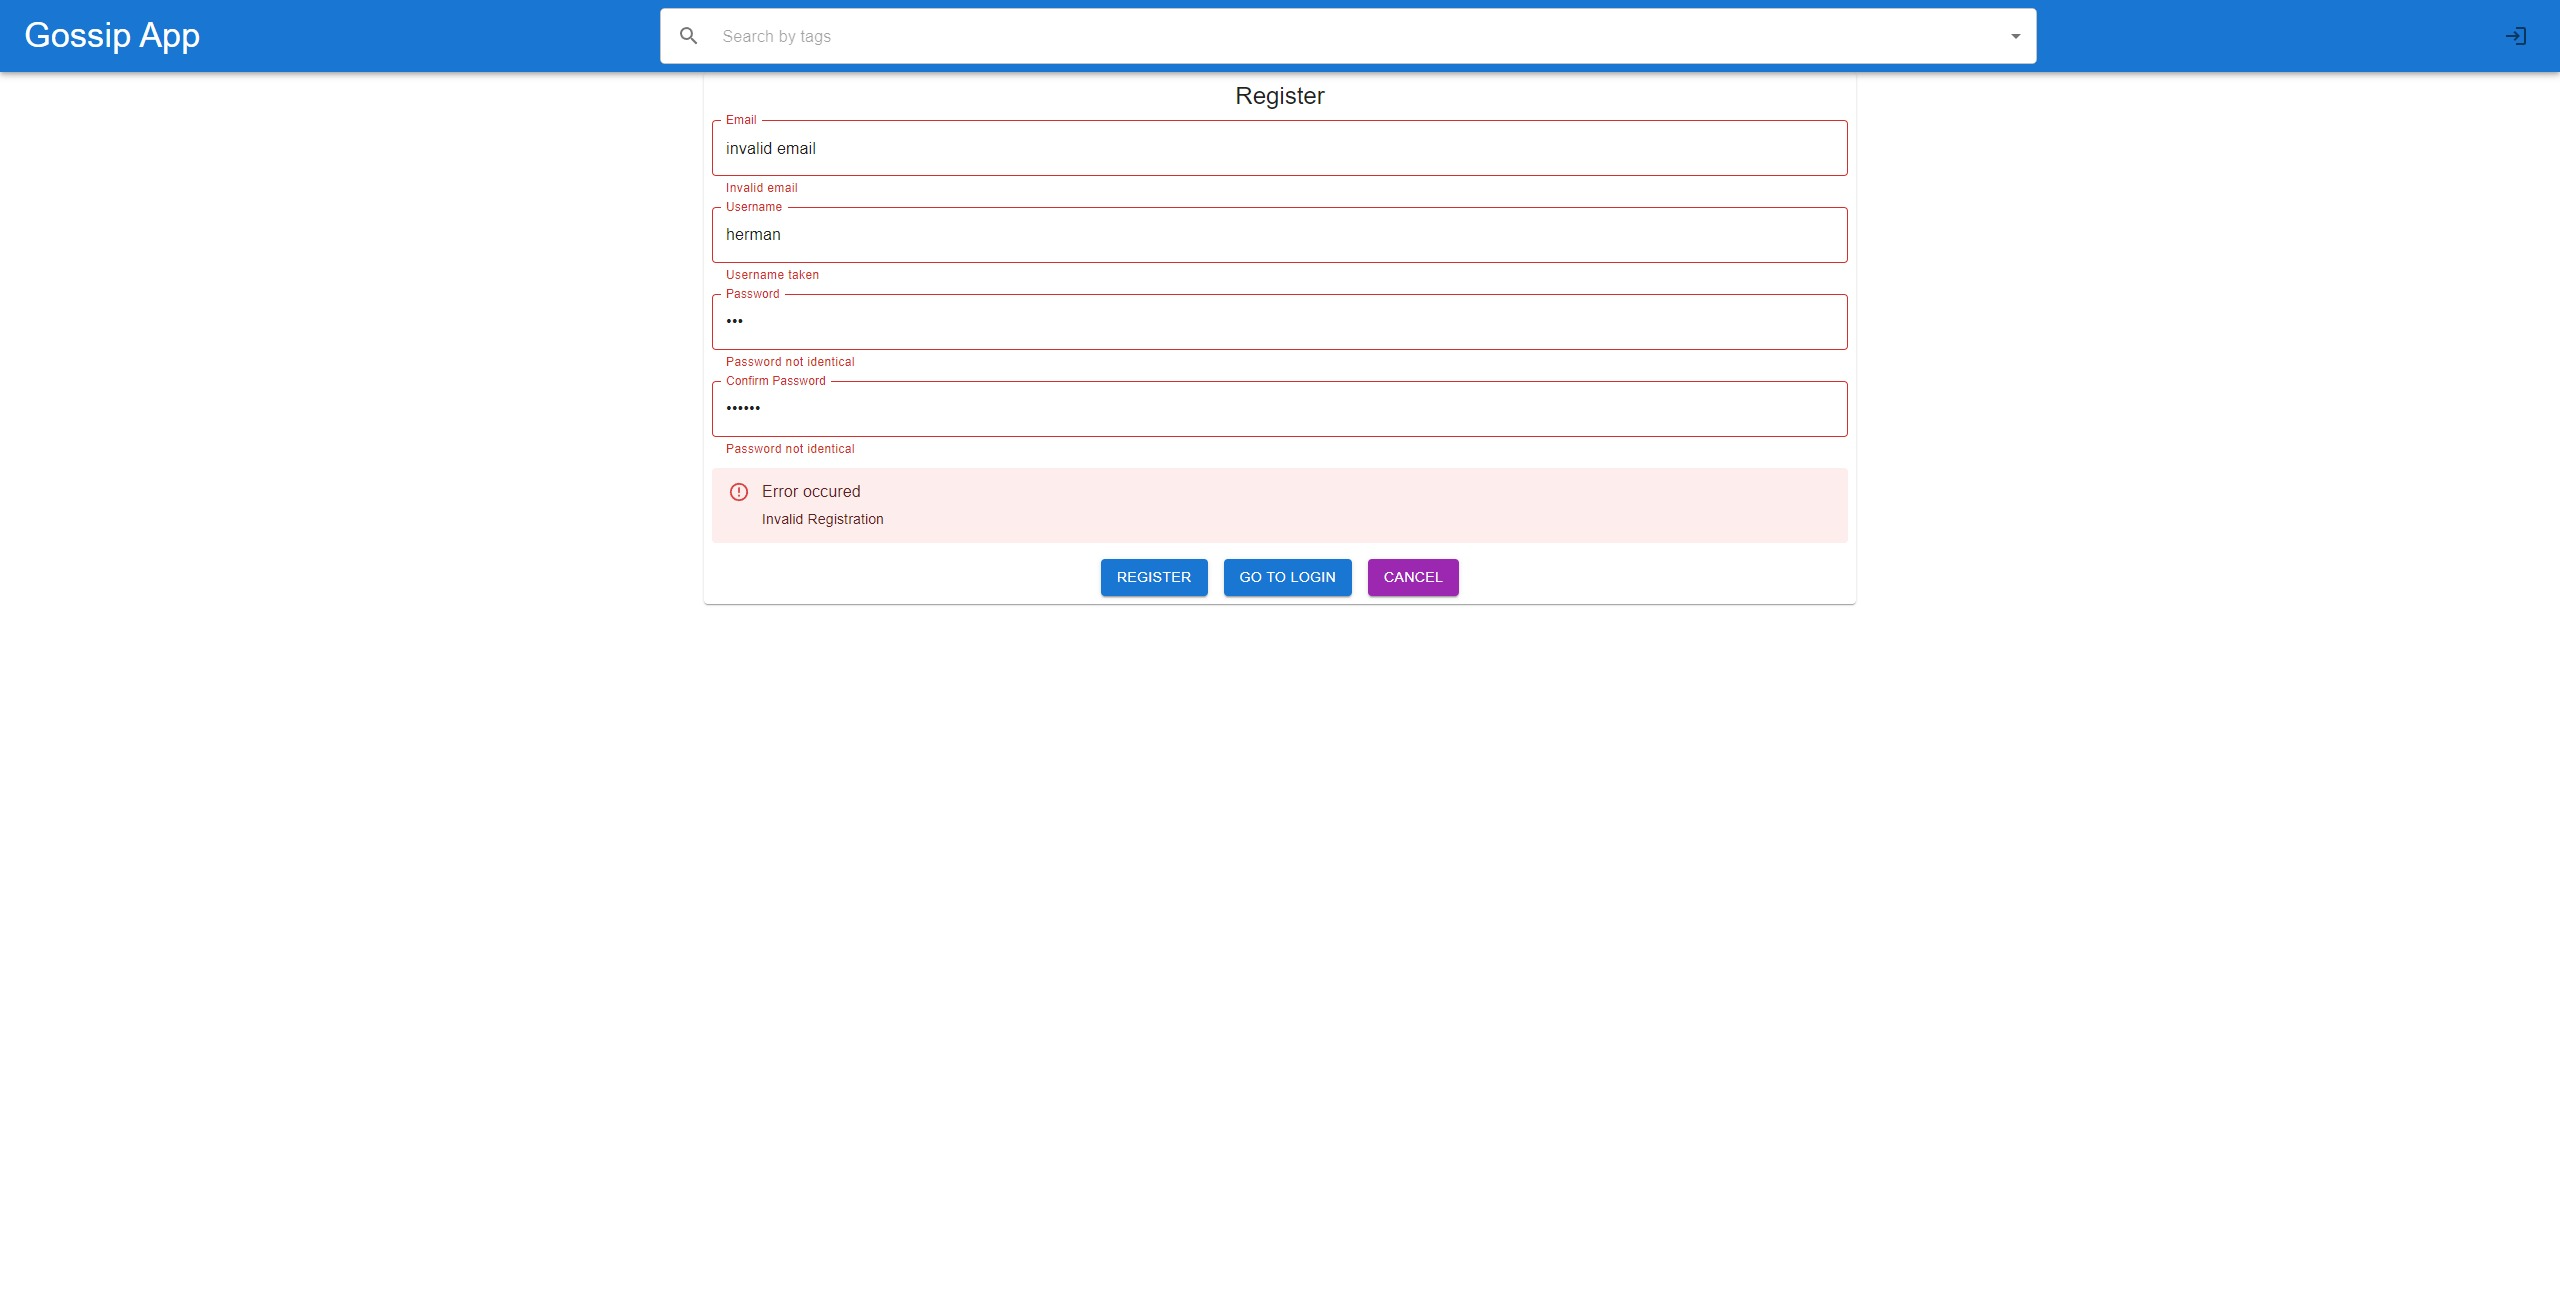 Gossip App
Search by tags
Register
Email
invalid email
Invalid email
Username
herman
Username taken
Password
•••
Password not identical
Confirm Password
••••••
Password not identical
Error occured
Invalid Registration
REGISTER GO TO LOGIN CANCEL